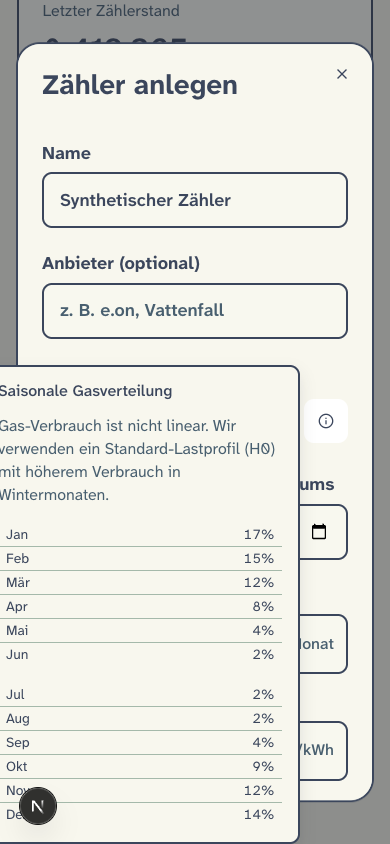 Letzter Zählerstand
Zähler anlegen
Name
Synthetischer Zähler
Anbieter (optional)
z. B. e.on, Vattenfall
Saisonale Gasverteilung
Gas-Verbrauch ist nicht linear. Wir
verwenden ein Standard-Lastprofil (H0)
mit höherem Verbrauch in
Wintermonaten.
ums
Jan 17%
Feb 15%
Mär 12%
Apr 8%
Mai 4%
Jun 2%
onat
Jul 2%
Aug 2%
Sep 4%
/kWh
Okt 9%
Nov 12%
N
De 14%